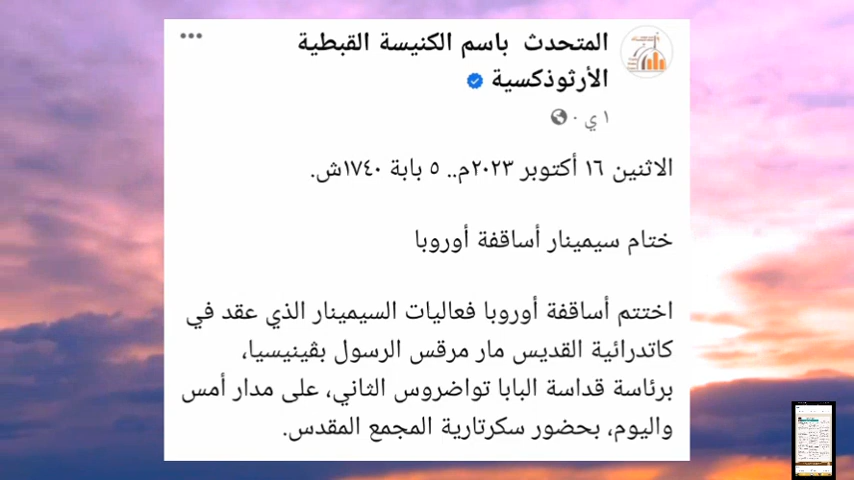 المتحدث باسم الكنيسة القبطية
الأرثوذكسية
١ ي
الاثنين ١٦ أكتوبر ٢٠٢٣م.. ٥ بابة ١٧٤٠ش.
ختام سيمينار أساقفة أوروبا
اختتم أساقفة أوروبا فعاليات السيمينار الذي عقد في
كاتدرائية القديس مار مرقس الرسول بڤينيسيا،
برئاسة قداسة البابا تواضروس الثاني، على مدار أمس
واليوم، بحضور سكرتارية المجمع المقدس.